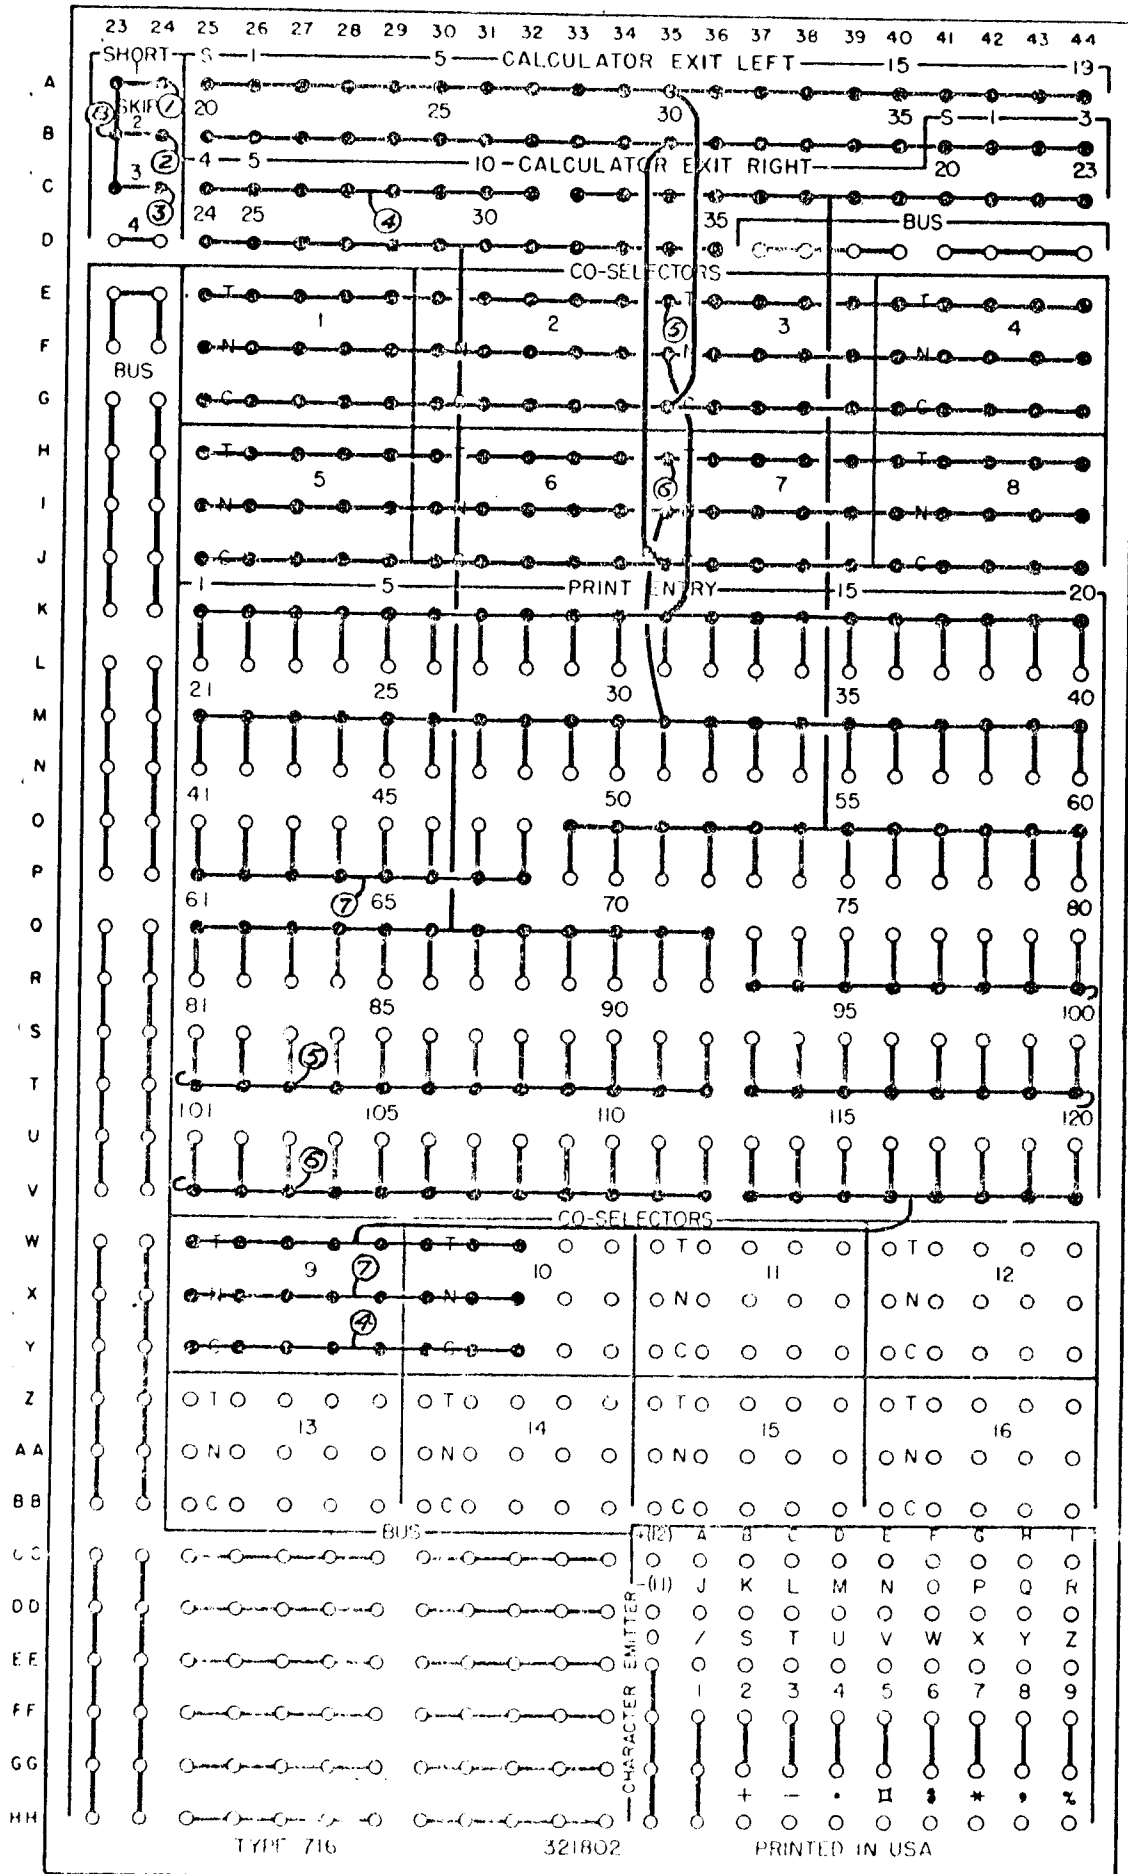 23 24 25 26 27 28 29 30 31 32 33 34 35 36 37 38 39 40 41 42 43 44
SHORT S 1 5 CALCULATOR EXIT LEFT 15 19
A 1
SKIP 1 20 25 30 35 S 1 3
B 2
2 4 5 10 CALCULATOR EXIT RIGHT 20 23
C 3
3 24 25 4 30 35 BUS
D 4
CO-SELECTORS
E T T T
1 2 5 3 4
F N N N
BUS
G C C C
H T T T
5 6 6 7 8
I N N N
J C C
1 5 PRINT ENTRY 15 20
K
L
21 25 30 35 40
M
N
41 45 50 55 60
O
P
61 7 65 70 75 80
Q
R
81 85 90 95 100
S
5
T
101 105 110 115 120
U
6
V
CO-SELECTORS
W T T T T
9 7 10 11 12
X N N N N
4
Y C C C C
Z T T T T
13 14 15 16
AA N N N N
BB C C C C
BUS +(12) A B C D E F G H I
CC
-(11) J K L M N O P Q R
DD
0 / S T U V W X Y Z
EE
CHARACTER EMITTER
1 2 3 4 5 6 7 8 9
FF
GG
+ - . ¤ $ * , %
HH
TYPE 716 321802 PRINTED IN USA